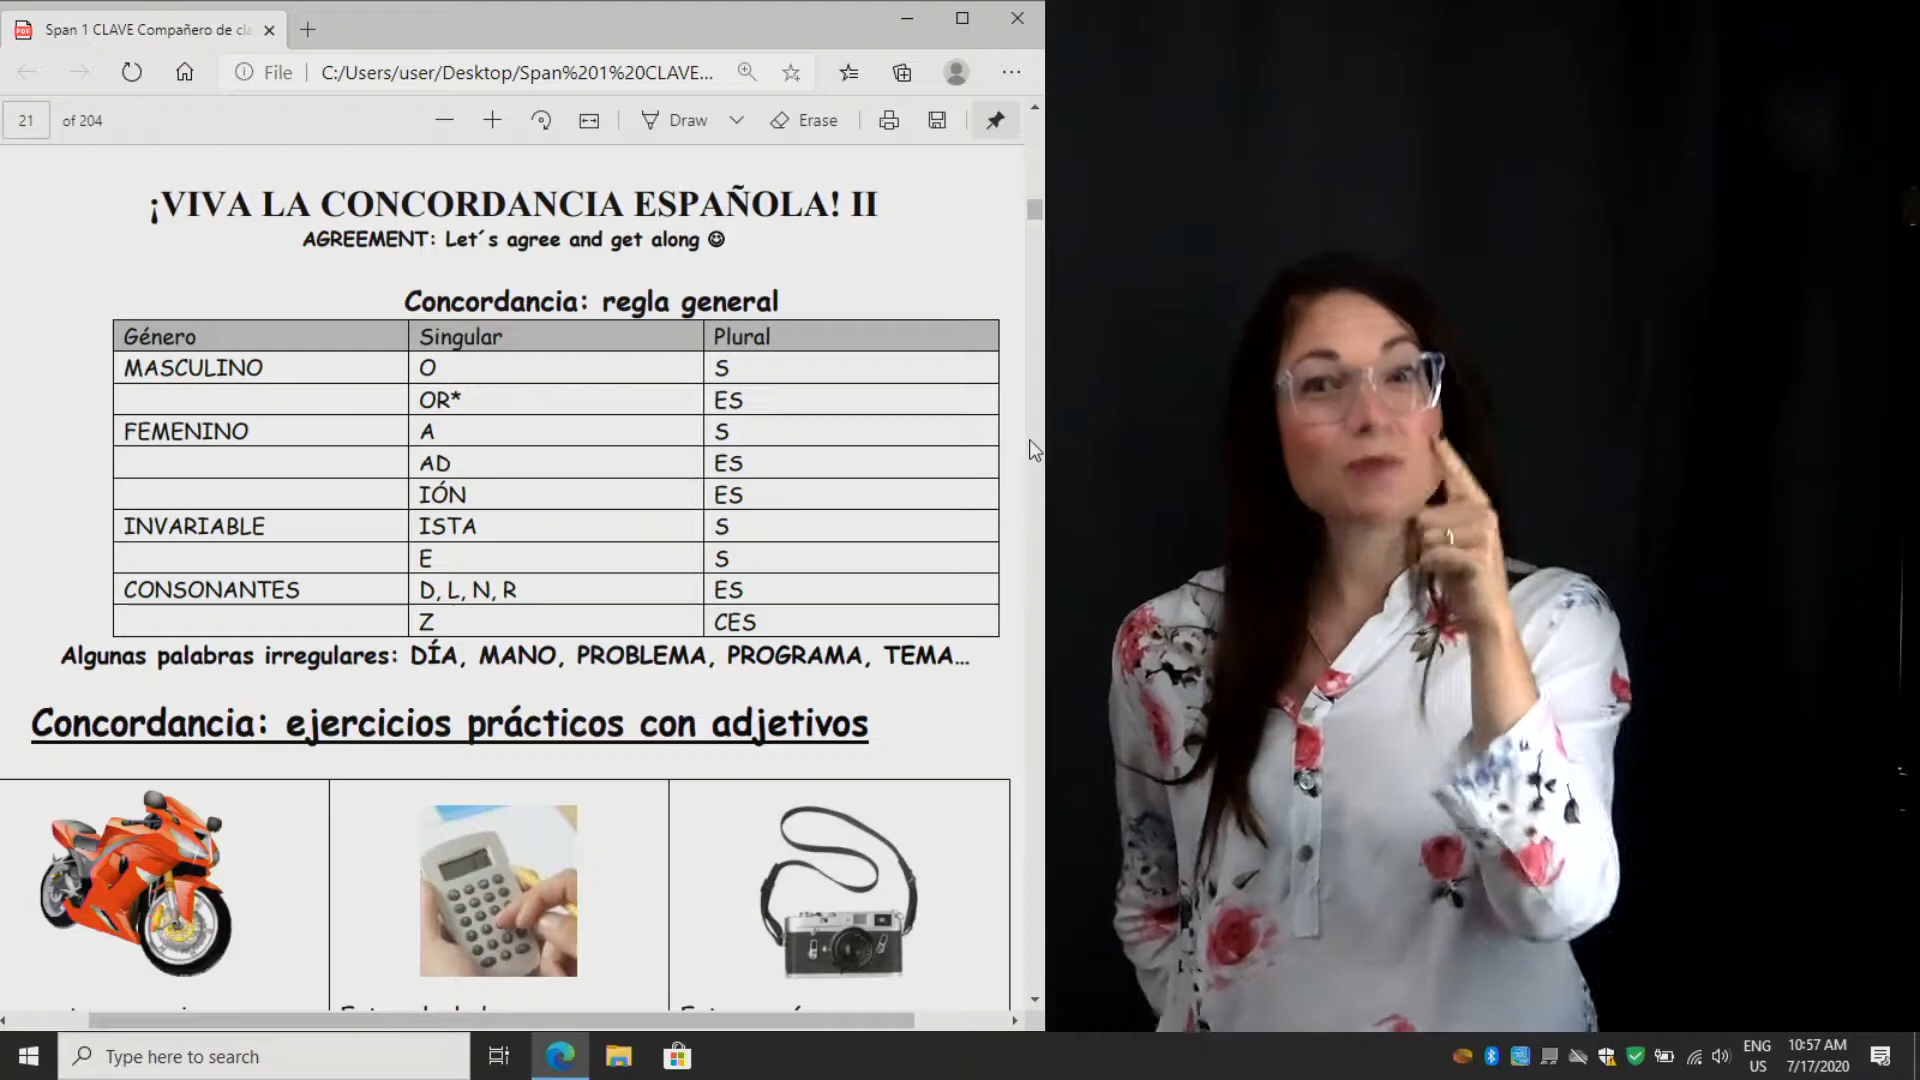 Span 1 CLAVE Compañero de cla
File
C:/Users/user/Desktop/Span%201%20CLAVE...
21 of 204
Draw
Erase
¡VIVA LA CONCORDANCIA ESPAÑOLA! II
AGREEMENT: Let´s agree and get along ☺
Concordancia: regla general
Género Singular Plural
MASCULINO O S
OR* ES
FEMENINO A S
AD ES
IÓN ES
INVARIABLE ISTA S
E S
CONSONANTES D, L, N, R ES
Z CES
Algunas palabras irregulares: DÍA, MANO, PROBLEMA, PROGRAMA, TEMA...
Concordancia: ejercicios prácticos con adjetivos
Type here to search
ENG
US
10:57 AM
7/17/2020